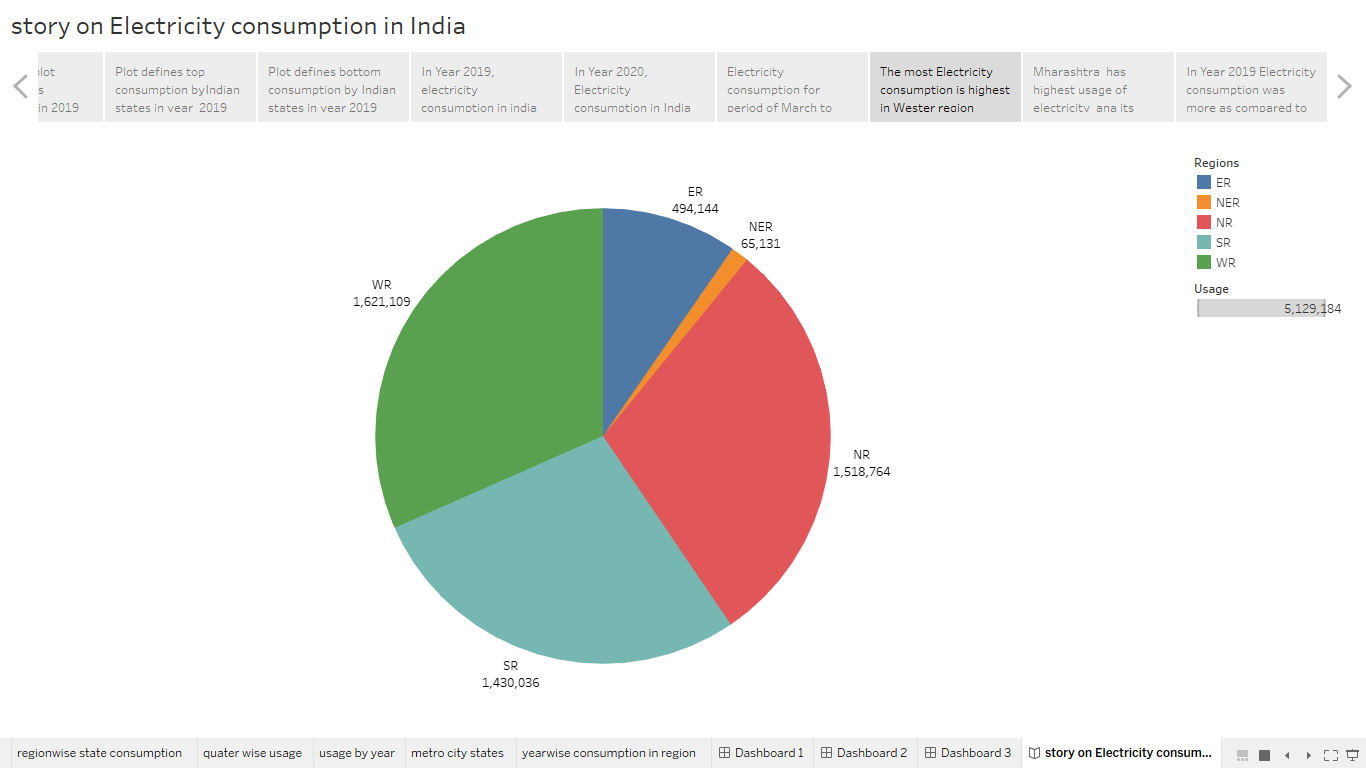 story on Electricity consumption in India
in 2019
Plot defines top
consumption byIndian
states in year 2019
Plot defines bottom
consumption by Indian
states in year 2019
In Year 2019,
electricity
consumption in india
In Year 2020,
Electricity
consumption in India
Electricity
consumption for
period of March to
The most Electricity
consumption is highest
in Wester region
Mharashtra has
highest usage of
electricity ana its
In Year 2019 Electricity
consumption was
more as compared to
ER
494,144
NER
65,131
WR
1,621,109
NR
1,518,764
SR
1,430,036
Regions
ER
NER
NR
SR
WR
Usage
5,129,184
regionwise state consumption
quater wise usage
usage by year
metro city states
yearwise consumption in region
Dashboard 1
Dashboard 2
Dashboard 3
story on Electricity consum...